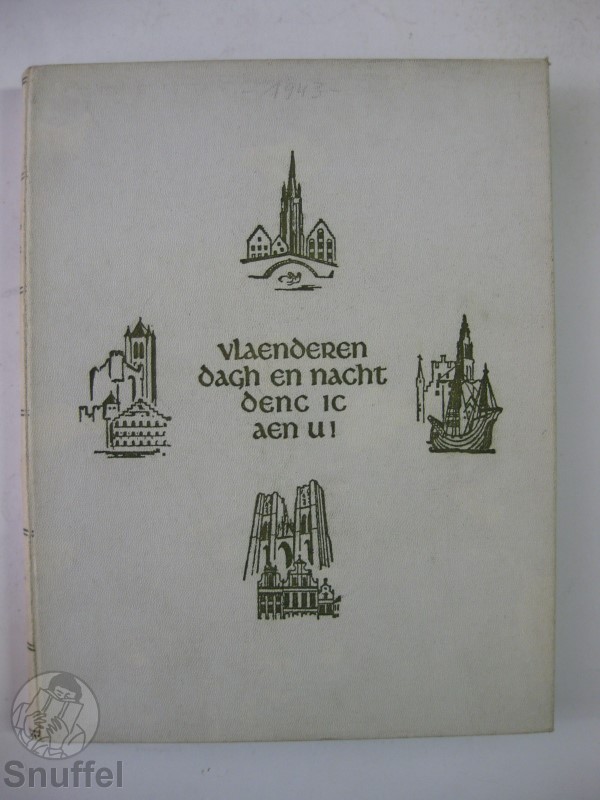 - 1943 -
Vlaenderen
dagh en nacht
denc ic
aen u!
Snuffel